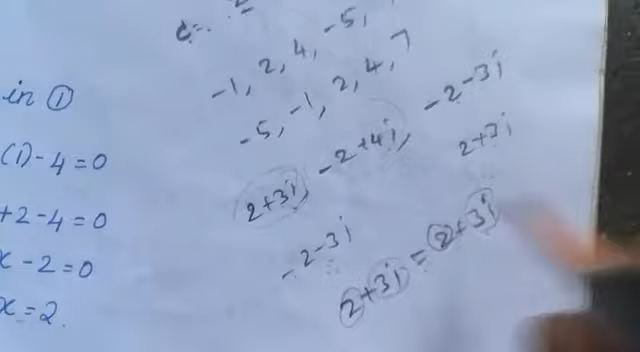 in ①
(1)-4=0
+2-4=0
x-2=0
x=2.
c=
-1, 2, 4, -5,
-5, -1, 2, 4, 7
2+3i, -2+4i, -2-3i
2+3i
-2-3i
2+3i=2+3i